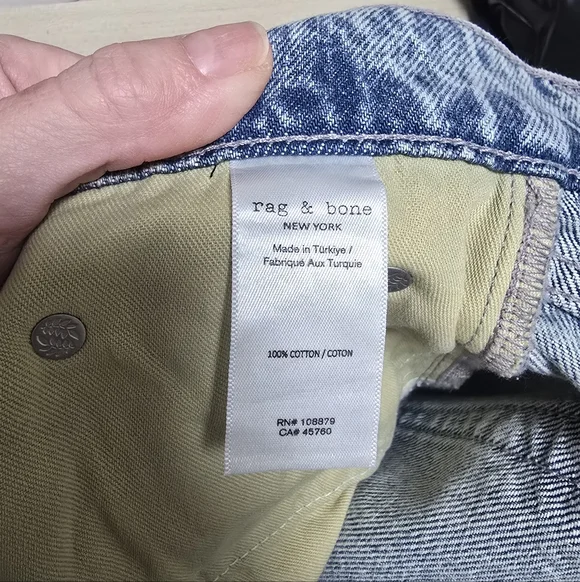 rag & bone
NEW YORK
Made in Türkiye /
Fabriqué Aux Turquie
100% COTTON / COTON
RN# 108879
CA# 45760